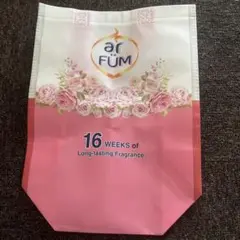 ar
FÜM
16 WEEKS of
Long-lasting Fragrance